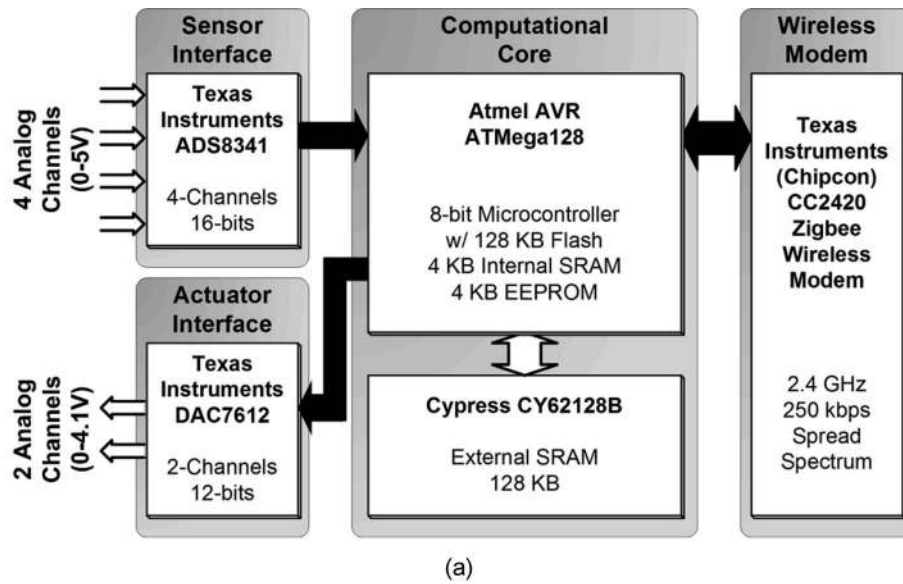 Sensor
Interface
4 Analog
Channels
(0-5V)
Texas
Instruments
ADS8341
4-Channels
16-bits
Actuator
Interface
2 Analog
Channels
(0-4.1V)
Texas
Instruments
DAC7612
2-Channels
12-bits
Computational
Core
Atmel AVR
ATMega128
8-bit Microcontroller
w/ 128 KB Flash
4 KB Internal SRAM
4 KB EEPROM
Cypress CY62128B
External SRAM
128 KB
Wireless
Modem
Texas
Instruments
(Chipcon)
CC2420
Zigbee
Wireless
Modem
2.4 GHz
250 kbps
Spread
Spectrum
(a)